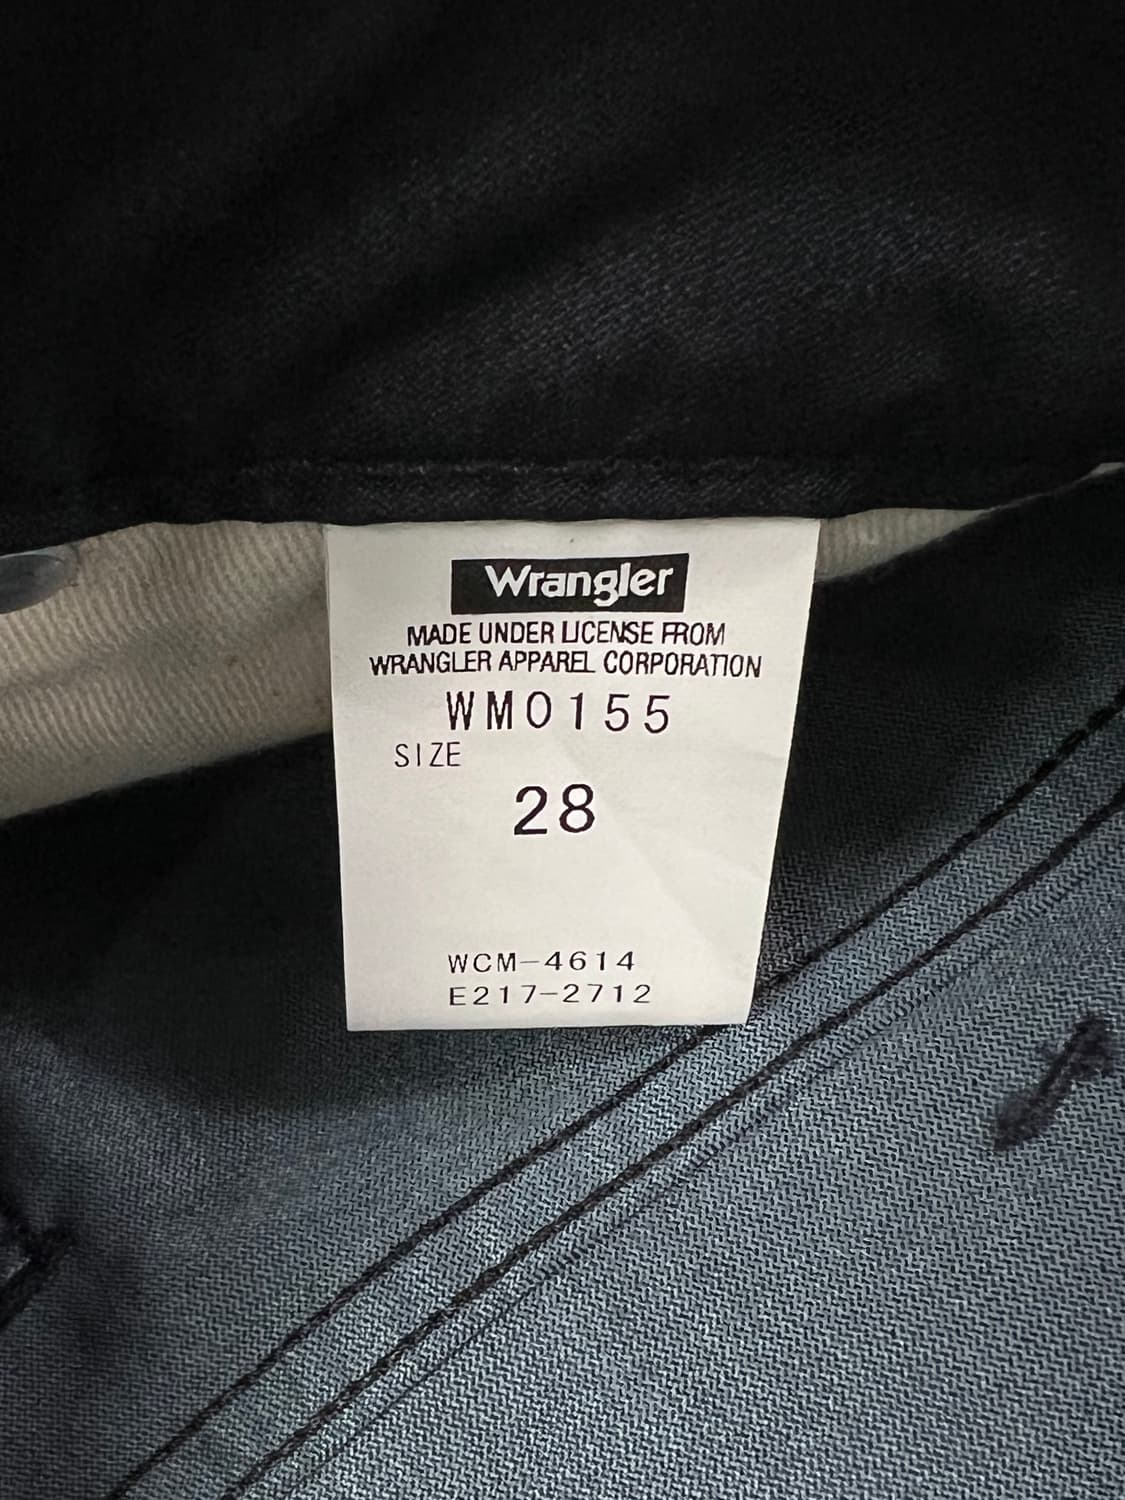 Wrangler
MADE UNDER LICENSE FROM
WRANGLER APPAREL CORPORATION
WM0155
SIZE
28
WCM-4614
E217-2712